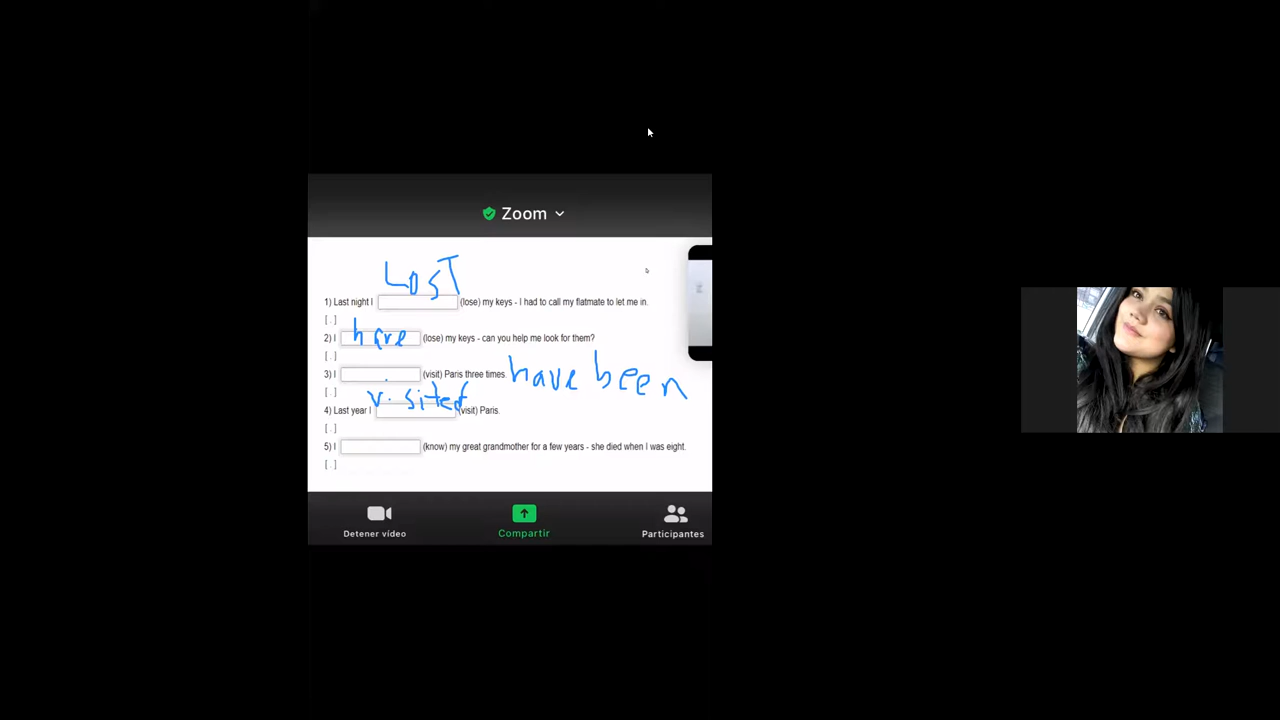 Zoom
LOST
1) Last night I (lose) my keys - I had to call my flatmate to let me in.
[ . ]
2) I have (lose) my keys - can you help me look for them?
[ . ]
3) I (visit) Paris three times. have been
[ . ]
visited
4) Last year I (visit) Paris.
[ . ]
5) I (know) my great grandmother for a few years - she died when I was eight.
[ . ]
Detener vídeo Compartir Participantes